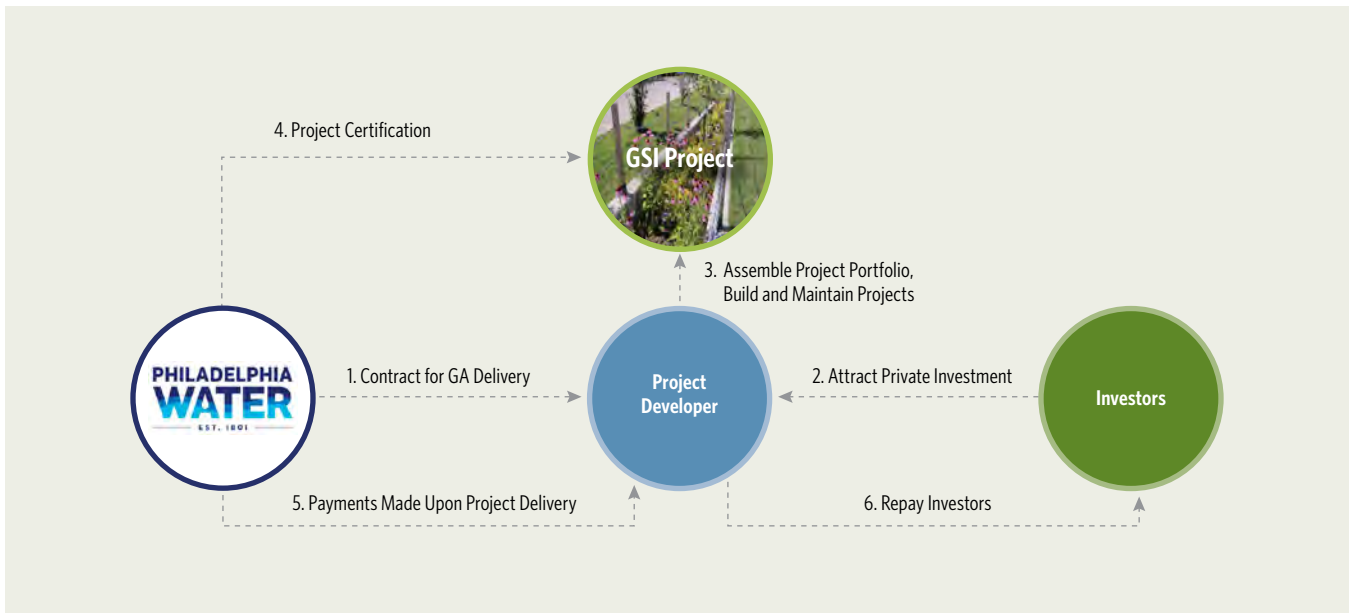 4. Project Certification
GSI Project
3. Assemble Project Portfolio,
Build and Maintain Projects
PHILADELPHIA
WATER
EST. 1801
1. Contract for GA Delivery
Project
Developer
2. Attract Private Investment
Investors
5. Payments Made Upon Project Delivery
6. Repay Investors